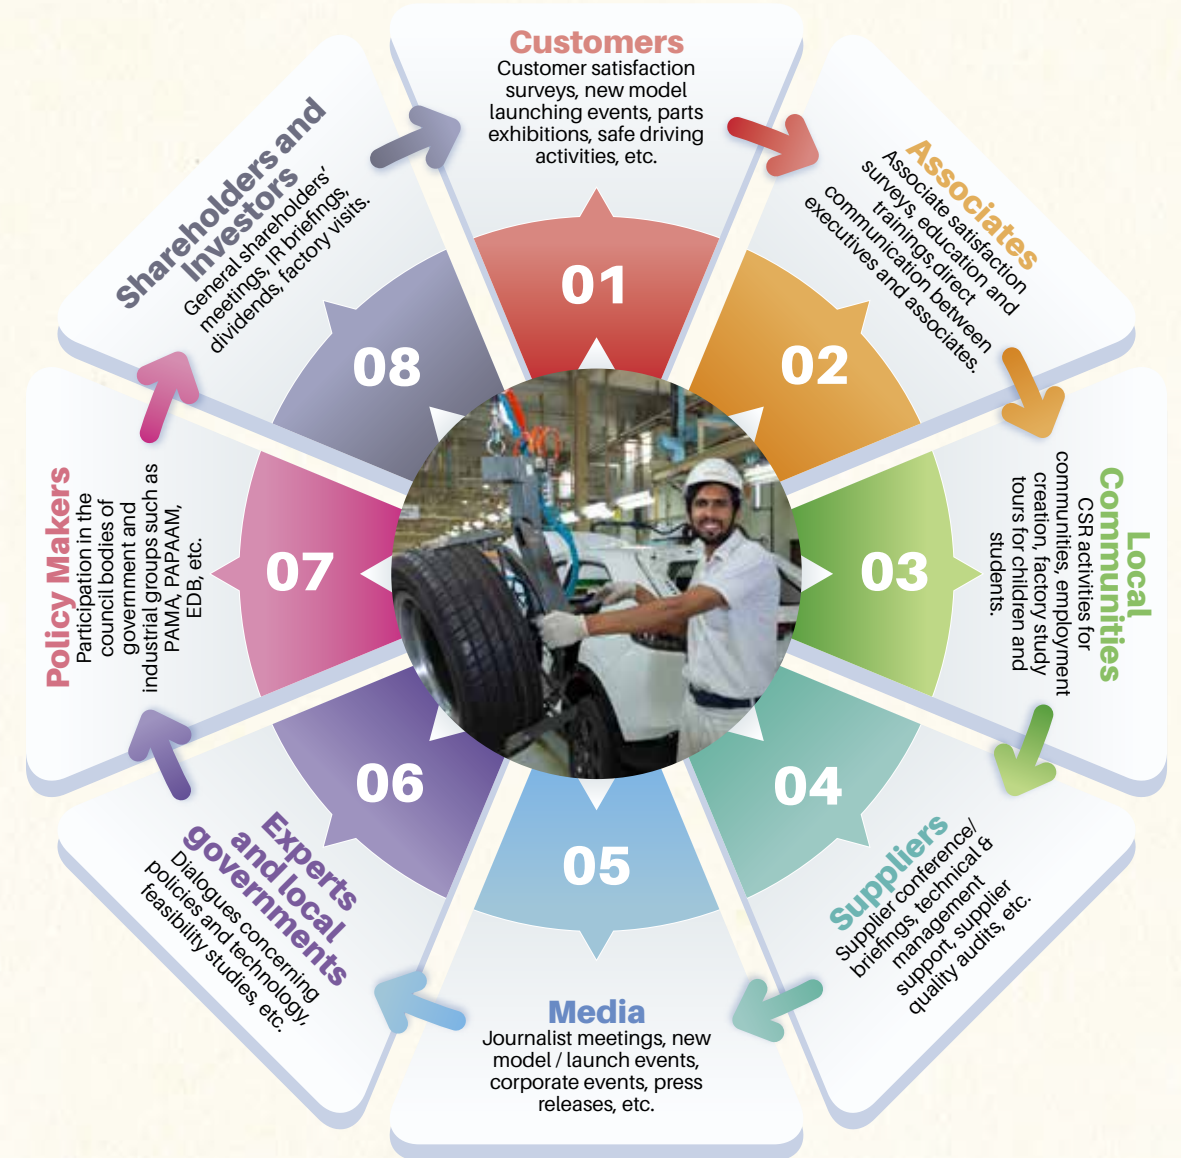 Customers
Customer satisfaction
surveys, new model
launching events, parts
exhibitions, safe driving
activities, etc.
01
Associates
Associate satisfaction
surveys, education and
trainings,direct
communication between
executives and associates.
02
Local
Communities
CSR activities for
communities, employment
creation, factory study
tours for children and
students.
03
Suppliers
Supplier conference/
briefings, technical &
management
support, supplier
quality audits, etc.
04
Media
Journalist meetings, new
model / launch events,
corporate events, press
releases, etc.
05
Experts
and local
governments
Dialogues concerning
policies and technology,
feasibility studies, etc.
06
Policy Makers
Participation in the
council bodies of
government and
industrial groups such as
PAMA, PAPAAM,
EDB, etc.
07
Shareholders and
Investors
General shareholders'
meetings, IR briefings,
dividends, factory visits.
08